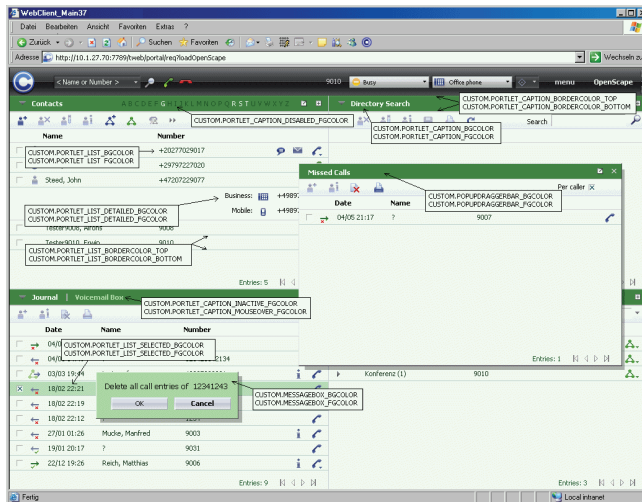 WebClient_Main37
Datei Bearbeiten Ansicht Favoriten Extras ?
Zurück Suchen Favoriten
Adresse http://10.1.27.70:7789/tweb/portal/req?loadOpenScape Wechseln zu
< Name or Number > 9010 Busy Office phone menu OpenScape
Contacts A B C D E F G H I J K L M N O P Q R S T U V W X Y Z
Directory Search
CUSTOM.PORTLET_CAPTION_BORDERCOLOR_TOP
CUSTOM.PORTLET_CAPTION_BORDERCOLOR_BOTTOM
CUSTOM.PORTLET_CAPTION_DISABLED_FGCOLOR
CUSTOM.PORTLET_CAPTION_BGCOLOR
CUSTOM.PORTLET_CAPTION_FGCOLOR
Search
Name Number
CUSTOM.PORTLET_LIST_BGCOLOR
CUSTOM.PORTLET_LIST_FGCOLOR
+20277029017
+29797227020
Steed, John +47207229077
Business: +4989
Mobile: +4989
CUSTOM.PORTLET_LIST_DETAILED_BGCOLOR
CUSTOM.PORTLET_LIST_DETAILED_FGCOLOR
Tester9008, Alfons 9008
Tester9010, Erwin 9010
CUSTOM.PORTLET_LIST_BORDERCOLOR_TOP
CUSTOM.PORTLET_LIST_BORDERCOLOR_BOTTOM
Entries: 5
Missed Calls
Per caller
CUSTOM.POPUPDRAGGERBAR_BGCOLOR
CUSTOM.POPUPDRAGGERBAR_FGCOLOR
Date Name
04/05 21:17 ? 9007
Entries: 1
Journal | Voicemail Box
CUSTOM.PORTLET_CAPTION_INACTIVE_FGCOLOR
CUSTOM.PORTLET_CAPTION_MOUSEOVER_FGCOLOR
Date Name Number
CUSTOM.PORTLET_LIST_SELECTED_BGCOLOR
CUSTOM.PORTLET_LIST_SELECTED_FGCOLOR
03/03 19:44
18/02 22:21
18/02 22:19
18/02 22:12 ?
27/01 01:26 Mucke, Manfred 9003
19/01 20:17 ? 9031
22/12 19:26 Reich, Matthias 9006
Entries: 9
Delete all call entries of 12341243
OK Cancel
CUSTOM.MESSAGEBOX_BGCOLOR
CUSTOM.MESSAGEBOX_FGCOLOR
Konferenz (1) 9010
Entries: 3
Fertig Local intranet